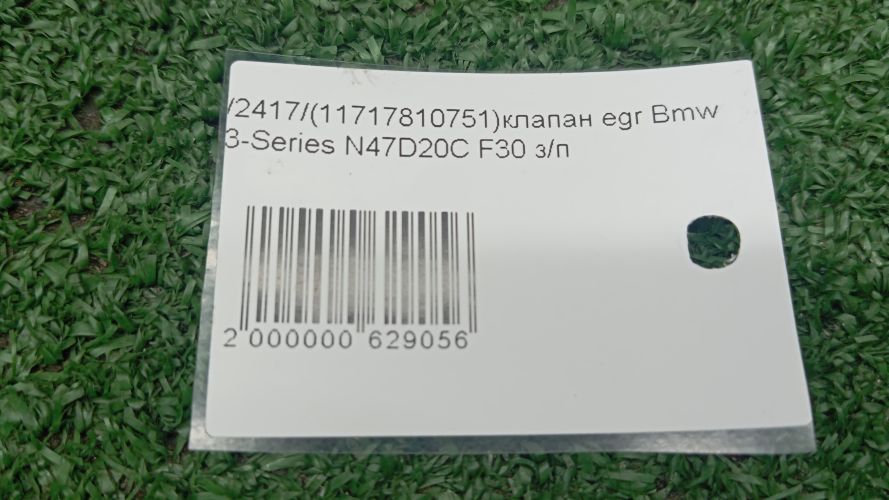 /2417/(11717810751)клапан egr Bmw
3-Series N47D20C F30 з/п
2 000000 629056